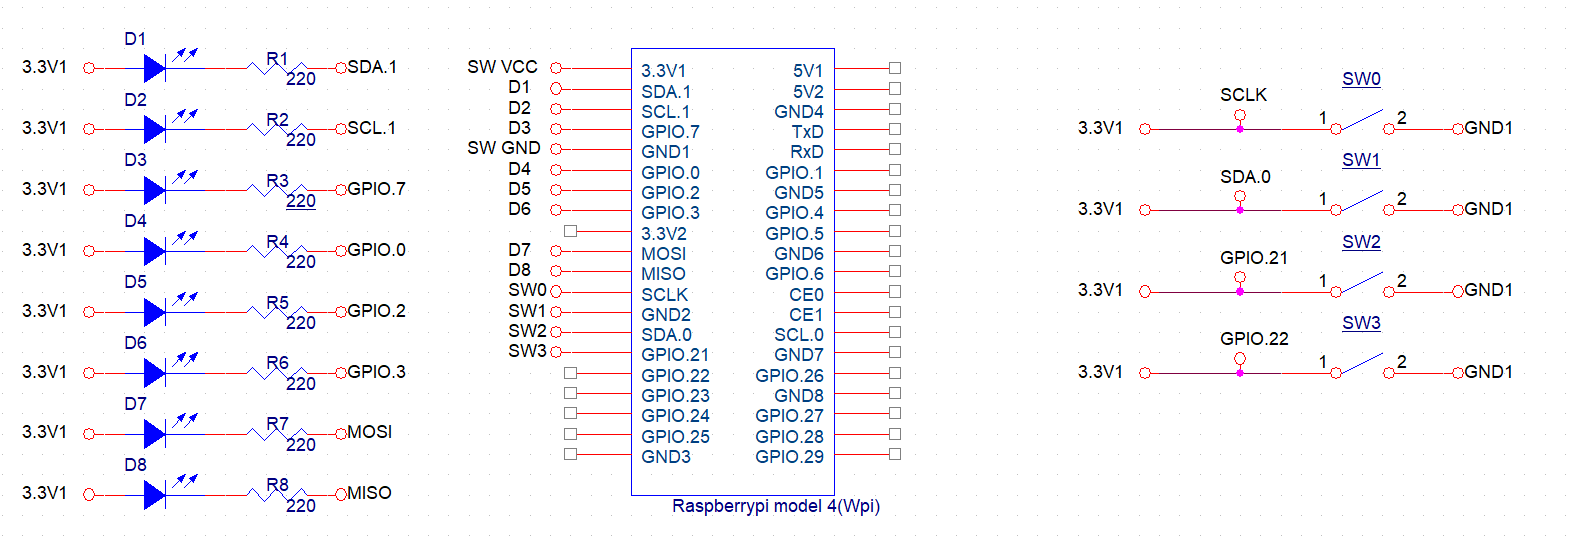 D1
3.3V1 R1 220 SDA.1
D2
3.3V1 R2 220 SCL.1
D3
3.3V1 R3 220 GPIO.7
D4
3.3V1 R4 220 GPIO.0
D5
3.3V1 R5 220 GPIO.2
D6
3.3V1 R6 220 GPIO.3
D7
3.3V1 R7 220 MOSI
D8
3.3V1 R8 220 MISO
SW VCC 3.3V1 5V1
D1 SDA.1 5V2
D2 SCL.1 GND4
D3 GPIO.7 TxD
SW GND GND1 RxD
D4 GPIO.0 GPIO.1
D5 GPIO.2 GND5
D6 GPIO.3 GPIO.4
3.3V2 GPIO.5
D7 MOSI GND6
D8 MISO GPIO.6
SW0 SCLK CE0
SW1 GND2 CE1
SW2 SDA.0 SCL.0
SW3 GPIO.21 GND7
GPIO.22 GPIO.26
GPIO.23 GND8
GPIO.24 GPIO.27
GPIO.25 GPIO.28
GND3 GPIO.29
Raspberrypi model 4(Wpi)
SW0
SCLK
3.3V1 1 2 GND1
SW1
SDA.0
3.3V1 1 2 GND1
SW2
GPIO.21
3.3V1 1 2 GND1
SW3
GPIO.22
3.3V1 1 2 GND1